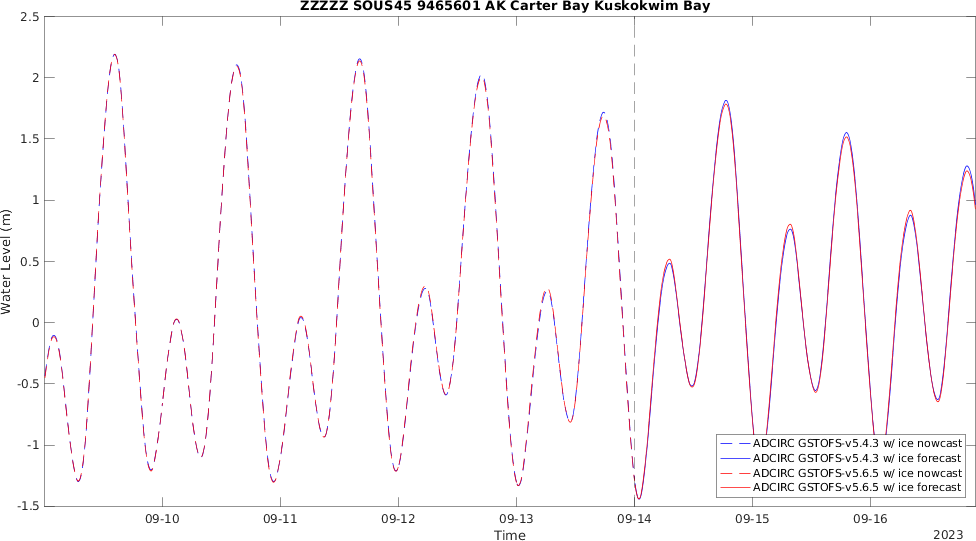 ZZZZZ SOUS45 9465601 AK Carter Bay Kuskokwim Bay
2.5
2
1.5
1
0.5
0
-0.5
-1
-1.5
Water Level (m)
ADCIRC GSTOFS-v5.4.3 w/ ice nowcast
ADCIRC GSTOFS-v5.4.3 w/ ice forecast
ADCIRC GSTOFS-v5.6.5 w/ ice nowcast
ADCIRC GSTOFS-v5.6.5 w/ ice forecast
09-10 09-11 09-12 09-13 09-14 09-15 09-16
Time
2023